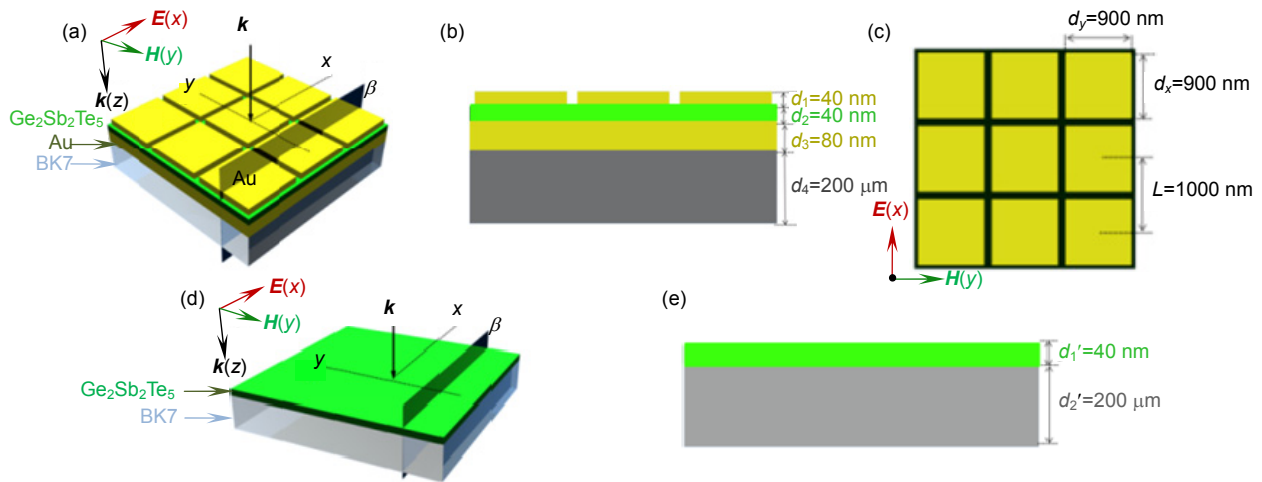 (a)
E(x)
H(y)
k(z)
k
x
y
β
Ge₂Sb₂Te₅
Au
BK7
Au
(b)
d₁=40 nm
d₂=40 nm
d₃=80 nm
d₄=200 μm
(c)
dy=900 nm
dx=900 nm
L=1000 nm
E(x)
H(y)
(d)
E(x)
H(y)
k(z)
k
x
y
β
Ge₂Sb₂Te₅
BK7
(e)
d₁′=40 nm
d₂′=200 μm